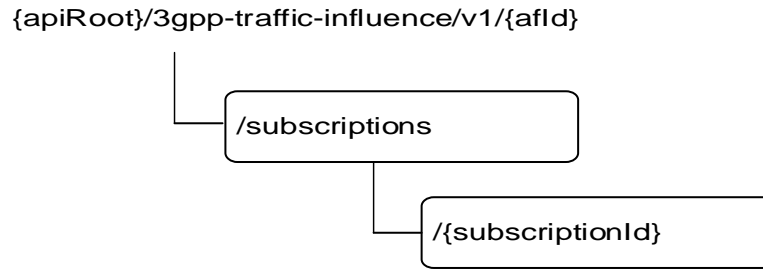 {apiRoot}/3gpp-traffic-influence/v1/{afId}
/subscriptions
/{subscriptionId}